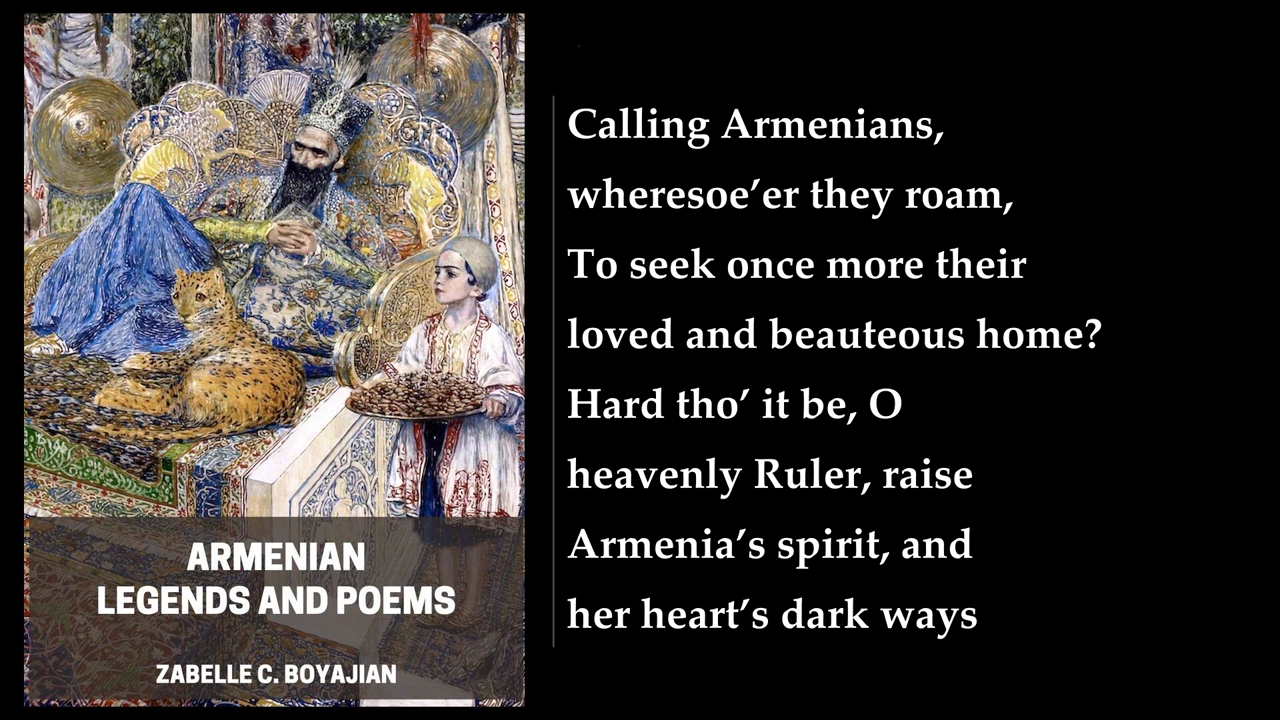 ARMENIAN
LEGENDS AND POEMS
ZABELLE C. BOYAJIAN
Calling Armenians,
wheresoe’er they roam,
To seek once more their
loved and beauteous home?
Hard tho’ it be, O
heavenly Ruler, raise
Armenia’s spirit, and
her heart’s dark ways